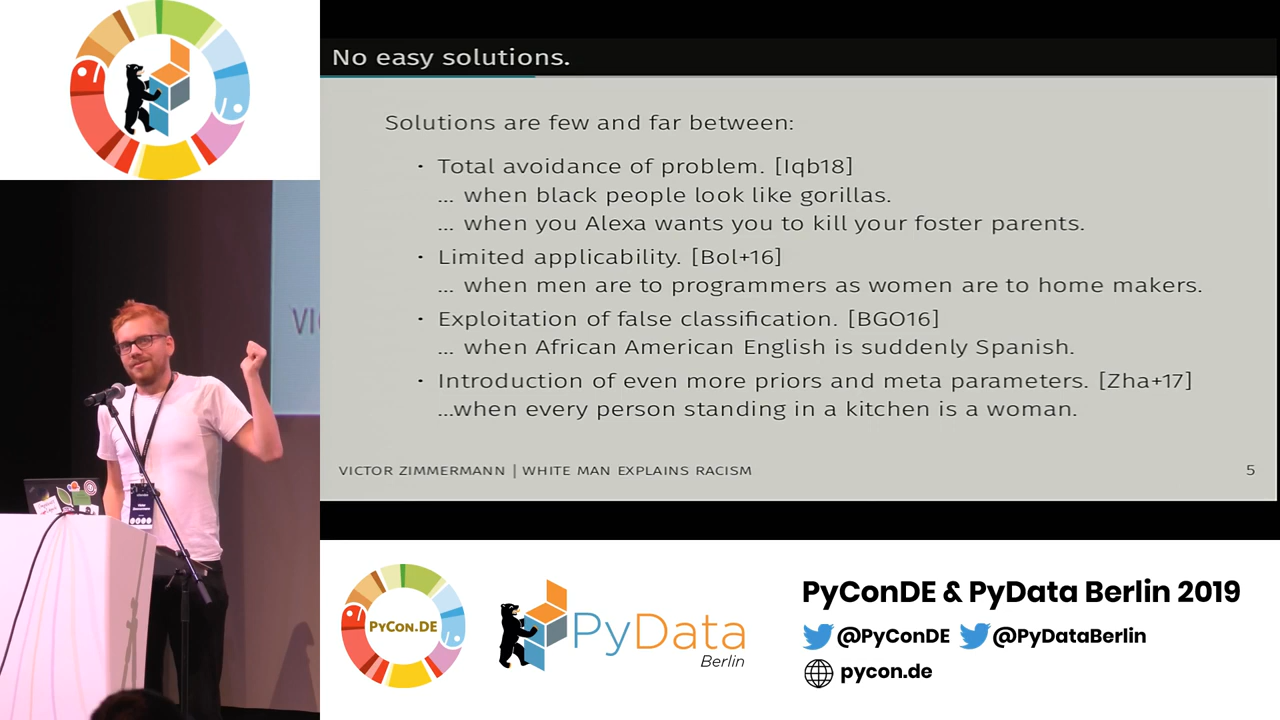 No easy solutions.
Solutions are few and far between:
· Total avoidance of problem. [Iqb18]
... when black people look like gorillas.
... when you Alexa wants you to kill your foster parents.
· Limited applicability. [Bol+16]
... when men are to programmers as women are to home makers.
· Exploitation of false classification. [BGO16]
... when African American English is suddenly Spanish.
· Introduction of even more priors and meta parameters. [Zha+17]
...when every person standing in a kitchen is a woman.
VICTOR ZIMMERMANN | WHITE MAN EXPLAINS RACISM
5
VI
PYCON.DE
PyData
Berlin
PyConDE & PyData Berlin 2019
@PyConDE @PyDataBerlin
pycon.de